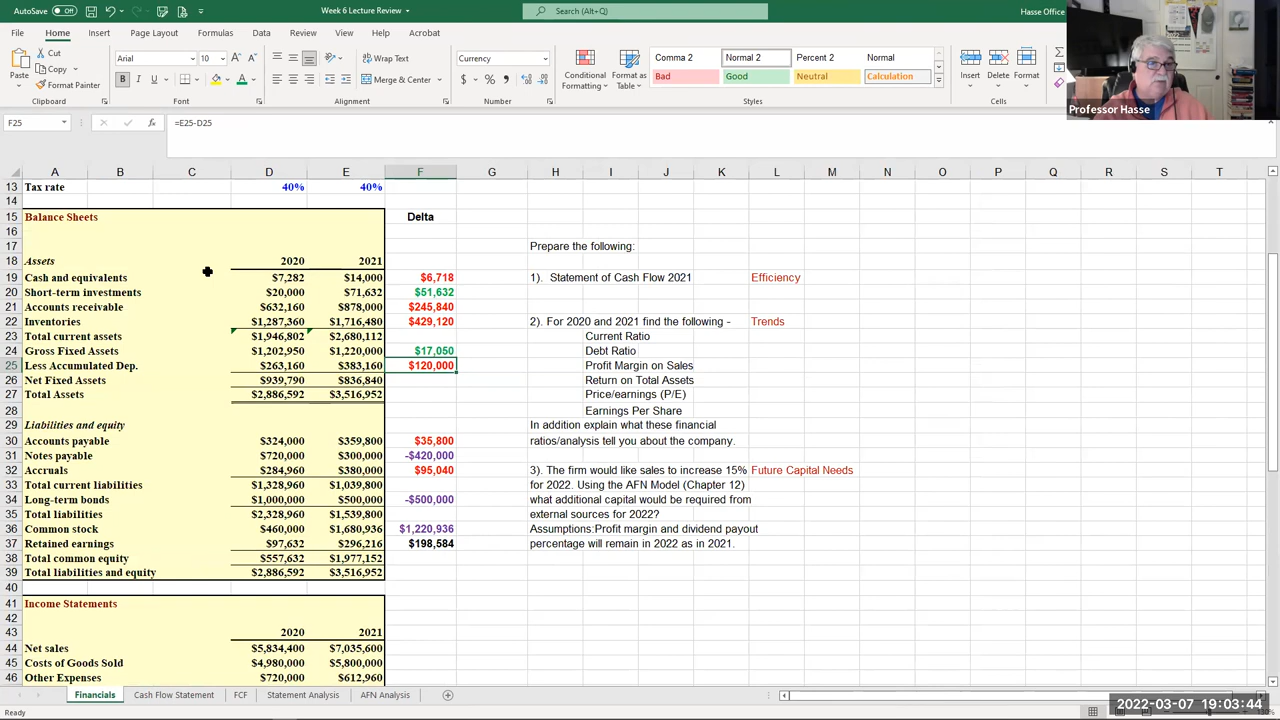 AutoSave Off Week 6 Lecture Review Search (Alt+Q) Hasse Office
File Home Insert Page Layout Formulas Data Review View Help Acrobat
Paste Cut Copy Format Painter Clipboard
Arial 10 Font
Wrap Text Merge & Center Alignment
Currency Number
Conditional Formatting Format as Table
Comma 2 Normal 2 Percent 2 Normal
Bad Good Neutral Calculation
Styles
Insert Delete Format
Cells
Professor Hasse
F25 =E25-D25
A B C D E F G H I J K L M N O P Q R S T
13 Tax rate 40% 40%
14
15 Balance Sheets Delta
16
17 Prepare the following:
18 Assets 2020 2021
19 Cash and equivalents $7,282 $14,000 $6,718 1). Statement of Cash Flow 2021 Efficiency
20 Short-term investments $20,000 $71,632 $51,632
21 Accounts receivable $632,160 $878,000 $245,840
22 Inventories $1,287,360 $1,716,480 $429,120 2). For 2020 and 2021 find the following - Trends
23 Total current assets $1,946,802 $2,680,112 Current Ratio
24 Gross Fixed Assets $1,202,950 $1,220,000 $17,050 Debt Ratio
25 Less Accumulated Dep. $263,160 $383,160 $120,000 Profit Margin on Sales
26 Net Fixed Assets $939,790 $836,840 Return on Total Assets
27 Total Assets $2,886,592 $3,516,952 Price/earnings (P/E)
28 Earnings Per Share
29 Liabilities and equity In addition explain what these financial
30 Accounts payable $324,000 $359,800 $35,800 ratios/analysis tell you about the company.
31 Notes payable $720,000 $300,000 -$420,000
32 Accruals $284,960 $380,000 $95,040 3). The firm would like sales to increase 15% Future Capital Needs
33 Total current liabilities $1,328,960 $1,039,800 for 2022. Using the AFN Model (Chapter 12)
34 Long-term bonds $1,000,000 $500,000 -$500,000 what additional capital would be required from
35 Total liabilities $2,328,960 $1,539,800 external sources for 2022?
36 Common stock $460,000 $1,680,936 $1,220,936 Assumptions:Profit margin and dividend payout
37 Retained earnings $97,632 $296,216 $198,584 percentage will remain in 2022 as in 2021.
38 Total common equity $557,632 $1,977,152
39 Total liabilities and equity $2,886,592 $3,516,952
40
41 Income Statements
42
43 2020 2021
44 Net sales $5,834,400 $7,035,600
45 Costs of Goods Sold $4,980,000 $5,800,000
46 Other Expenses $720,000 $612,960
Financials Cash Flow Statement FCF Statement Analysis AFN Analysis
Ready
2022-03-07 19:03:44